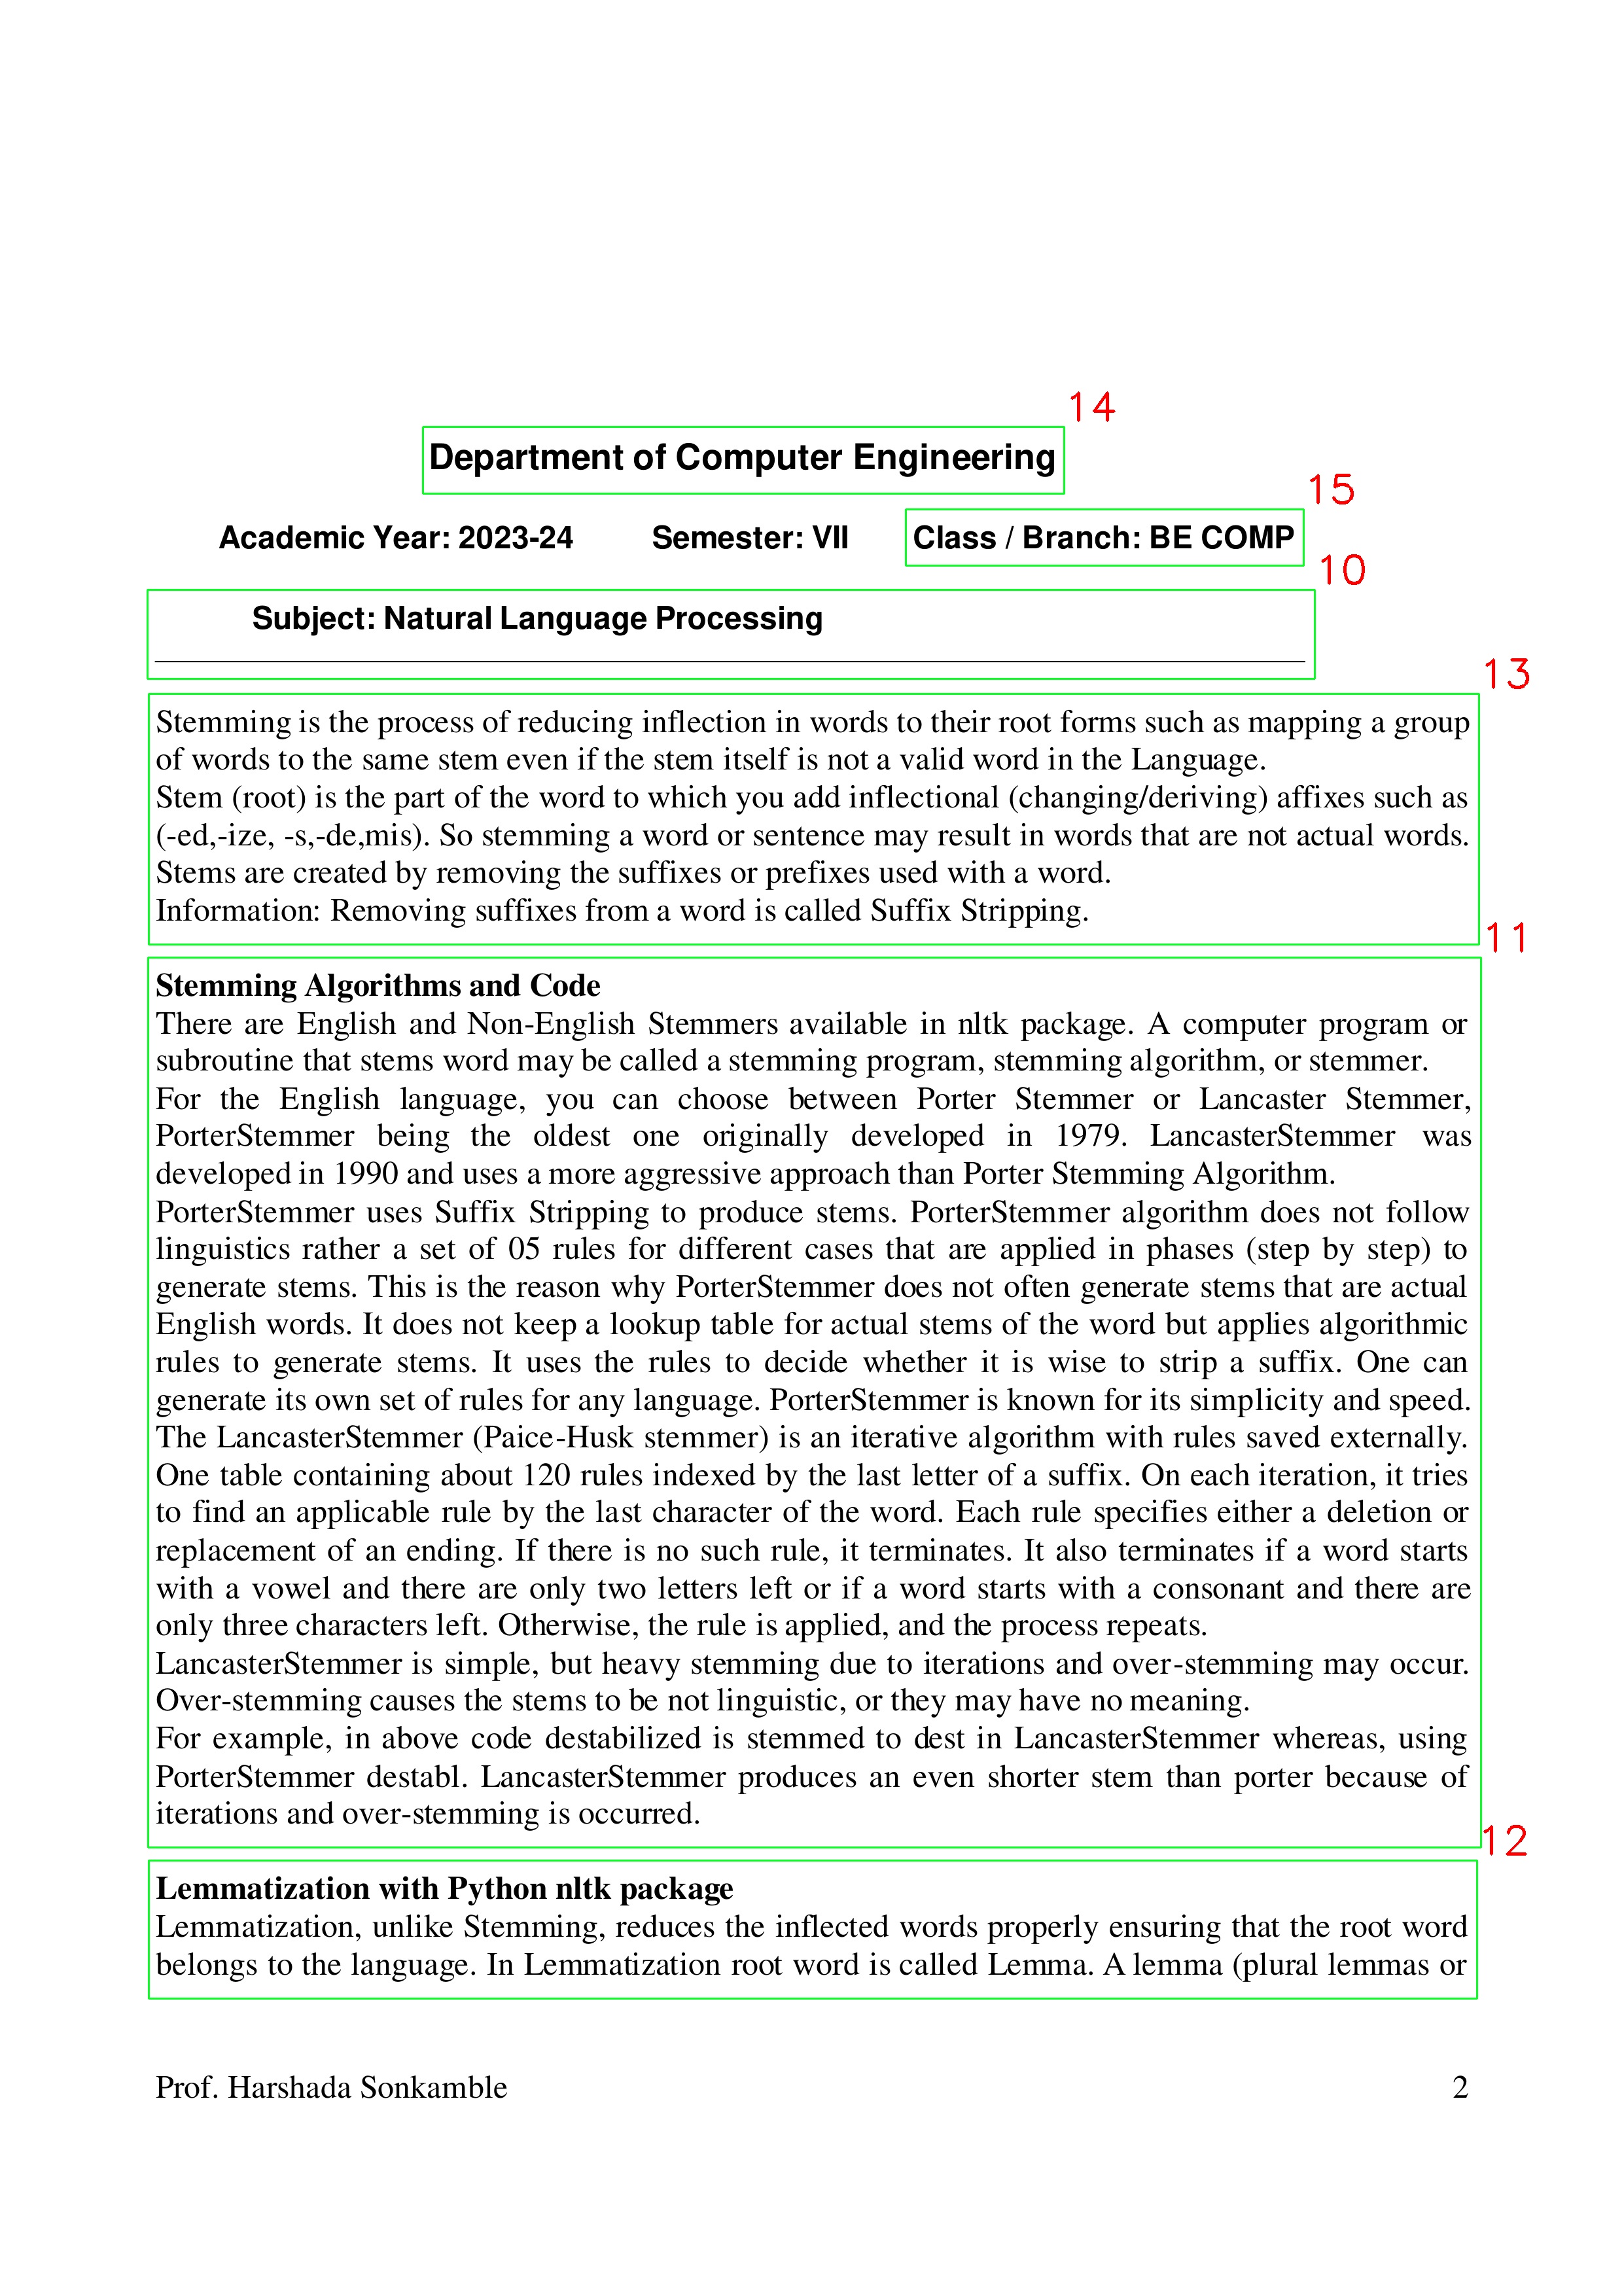 14
Department of Computer Engineering
15
Academic Year: 2023-24 Semester: VII Class / Branch: BE COMP
10
Subject: Natural Language Processing
13
Stemming is the process of reducing inflection in words to their root forms such as mapping a group
of words to the same stem even if the stem itself is not a valid word in the Language.
Stem (root) is the part of the word to which you add inflectional (changing/deriving) affixes such as
(-ed,-ize, -s,-de,mis). So stemming a word or sentence may result in words that are not actual words.
Stems are created by removing the suffixes or prefixes used with a word.
Information: Removing suffixes from a word is called Suffix Stripping.
11
Stemming Algorithms and Code
There are English and Non-English Stemmers available in nltk package. A computer program or
subroutine that stems word may be called a stemming program, stemming algorithm, or stemmer.
For the English language, you can choose between Porter Stemmer or Lancaster Stemmer,
PorterStemmer being the oldest one originally developed in 1979. LancasterStemmer was
developed in 1990 and uses a more aggressive approach than Porter Stemming Algorithm.
PorterStemmer uses Suffix Stripping to produce stems. PorterStemmer algorithm does not follow
linguistics rather a set of 05 rules for different cases that are applied in phases (step by step) to
generate stems. This is the reason why PorterStemmer does not often generate stems that are actual
English words. It does not keep a lookup table for actual stems of the word but applies algorithmic
rules to generate stems. It uses the rules to decide whether it is wise to strip a suffix. One can
generate its own set of rules for any language. PorterStemmer is known for its simplicity and speed.
The LancasterStemmer (Paice-Husk stemmer) is an iterative algorithm with rules saved externally.
One table containing about 120 rules indexed by the last letter of a suffix. On each iteration, it tries
to find an applicable rule by the last character of the word. Each rule specifies either a deletion or
replacement of an ending. If there is no such rule, it terminates. It also terminates if a word starts
with a vowel and there are only two letters left or if a word starts with a consonant and there are
only three characters left. Otherwise, the rule is applied, and the process repeats.
LancasterStemmer is simple, but heavy stemming due to iterations and over-stemming may occur.
Over-stemming causes the stems to be not linguistic, or they may have no meaning.
For example, in above code destabilized is stemmed to dest in LancasterStemmer whereas, using
PorterStemmer destabl. LancasterStemmer produces an even shorter stem than porter because of
iterations and over-stemming is occurred.
12
Lemmatization with Python nltk package
Lemmatization, unlike Stemming, reduces the inflected words properly ensuring that the root word
belongs to the language. In Lemmatization root word is called Lemma. A lemma (plural lemmas or
Prof. Harshada Sonkamble 2